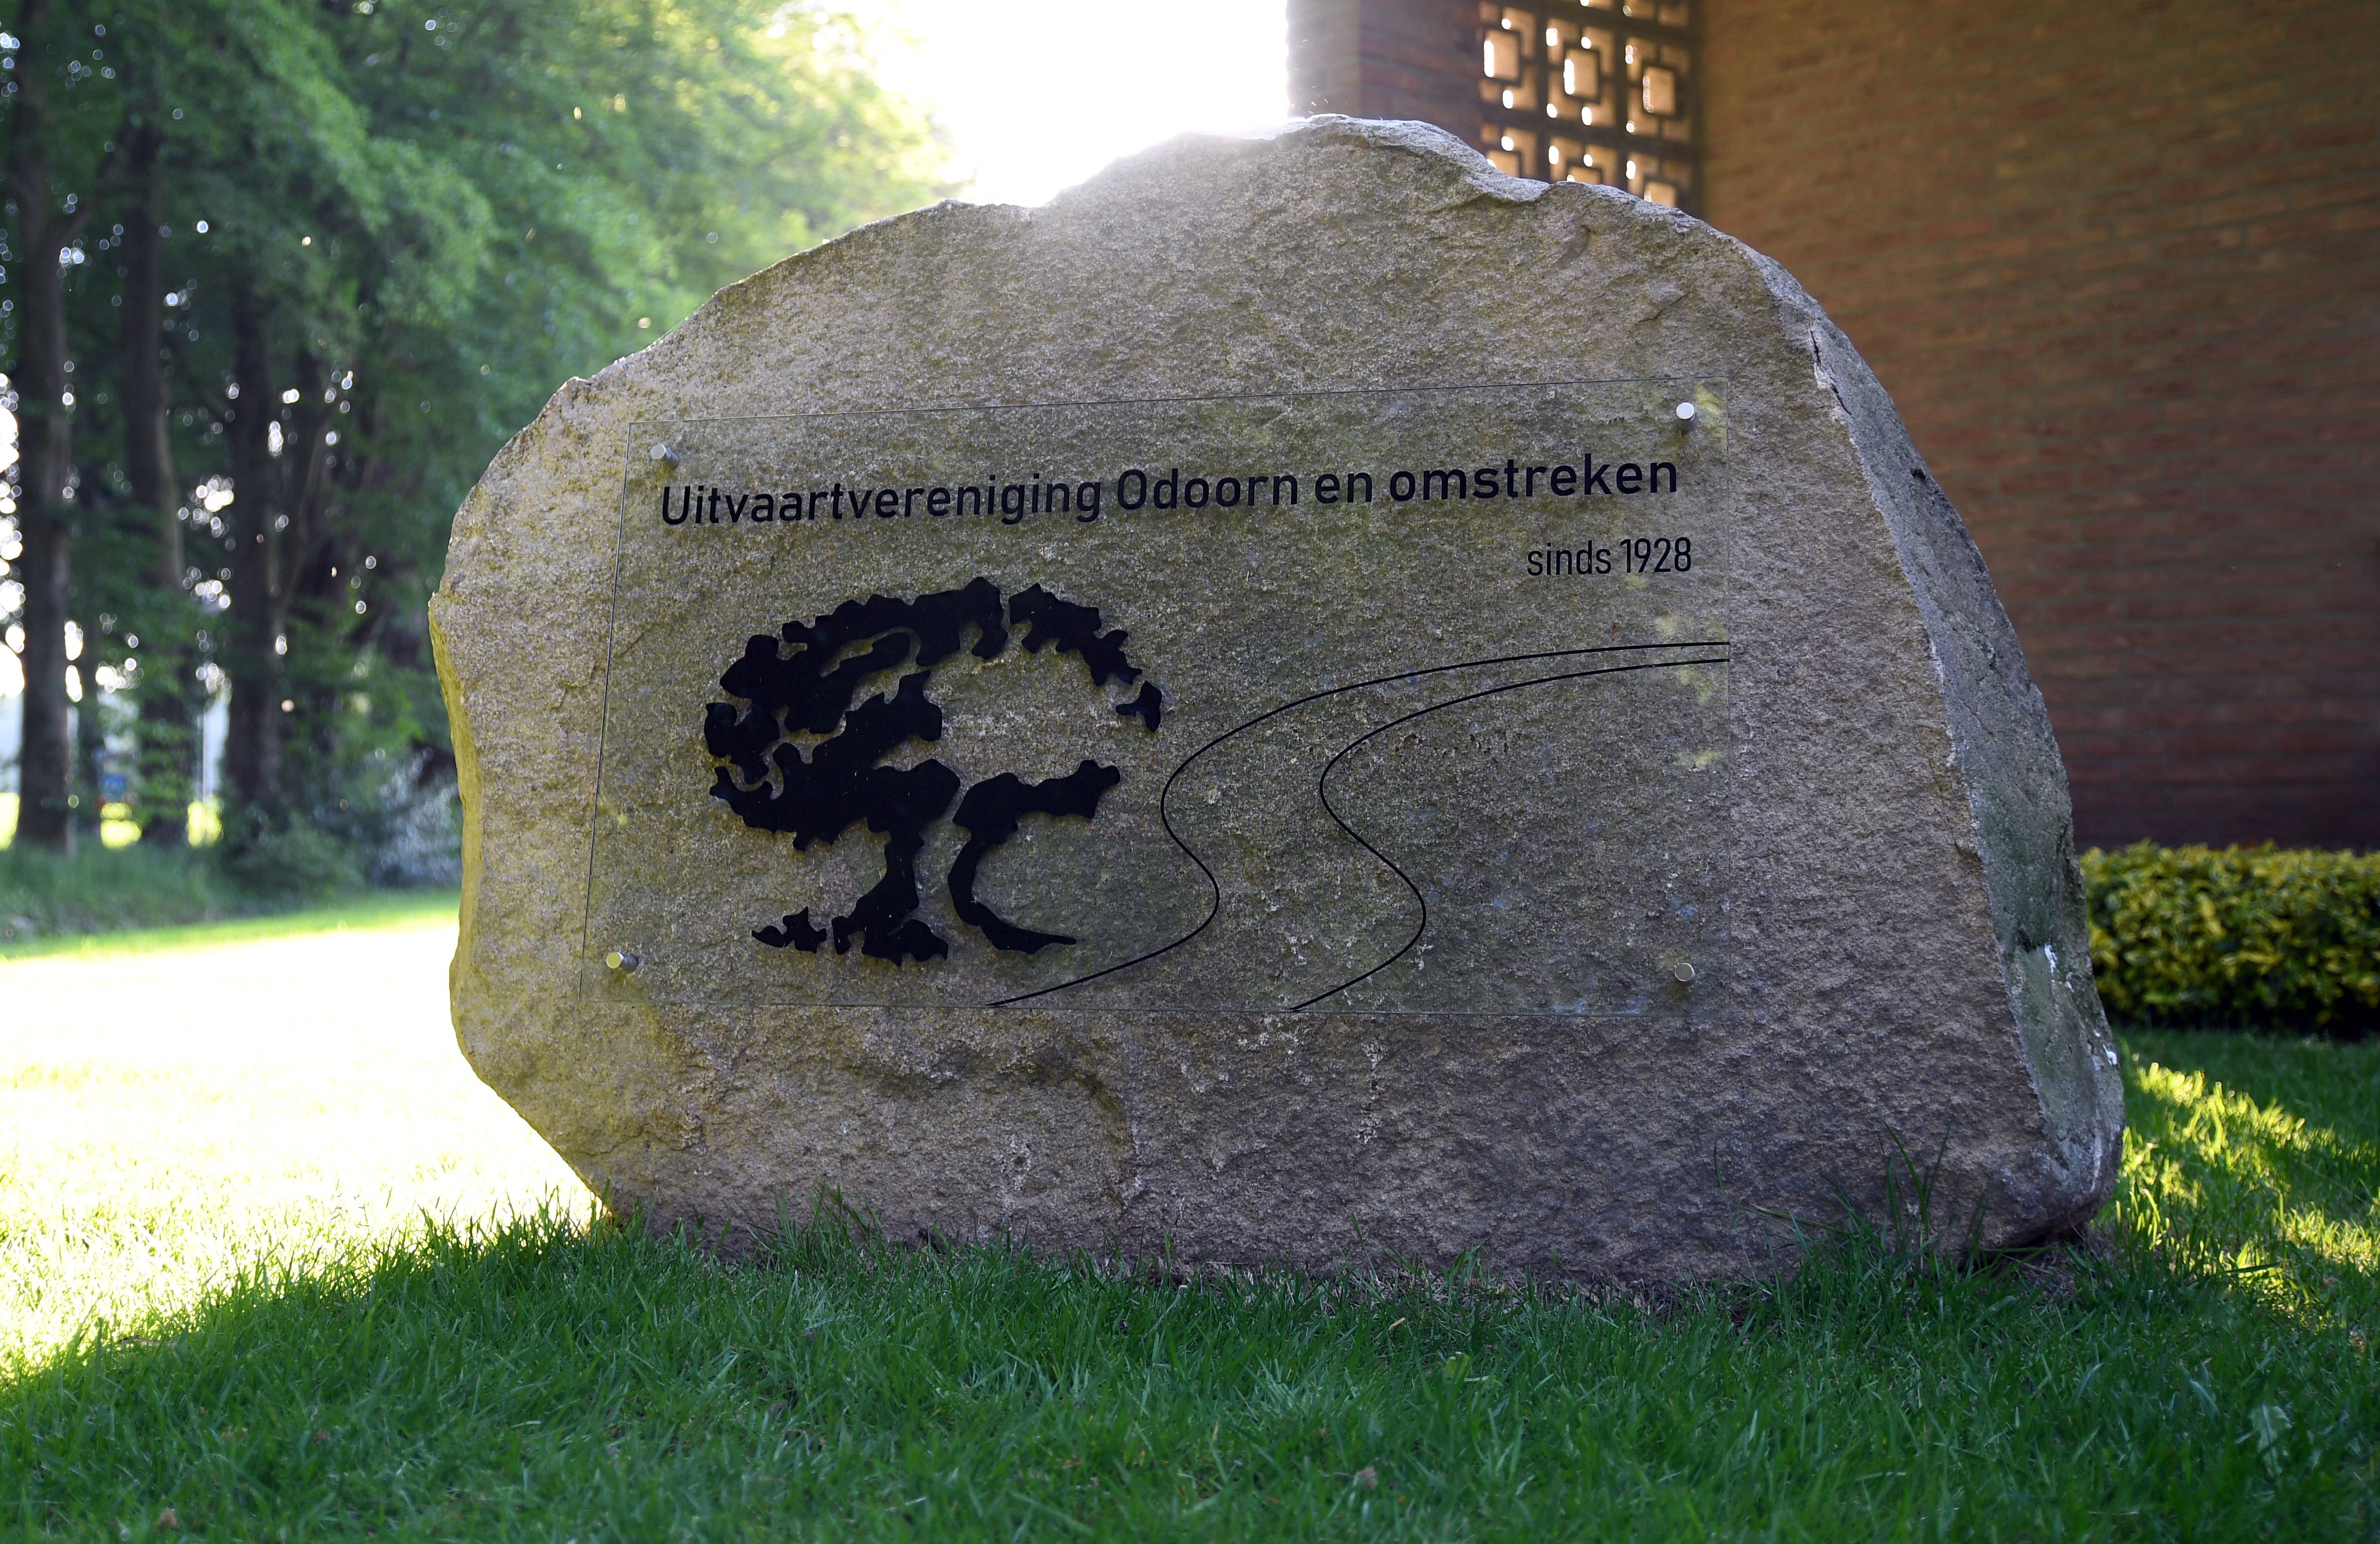 Uitvaartvereniging Odoorn en omstreken
sinds 1928